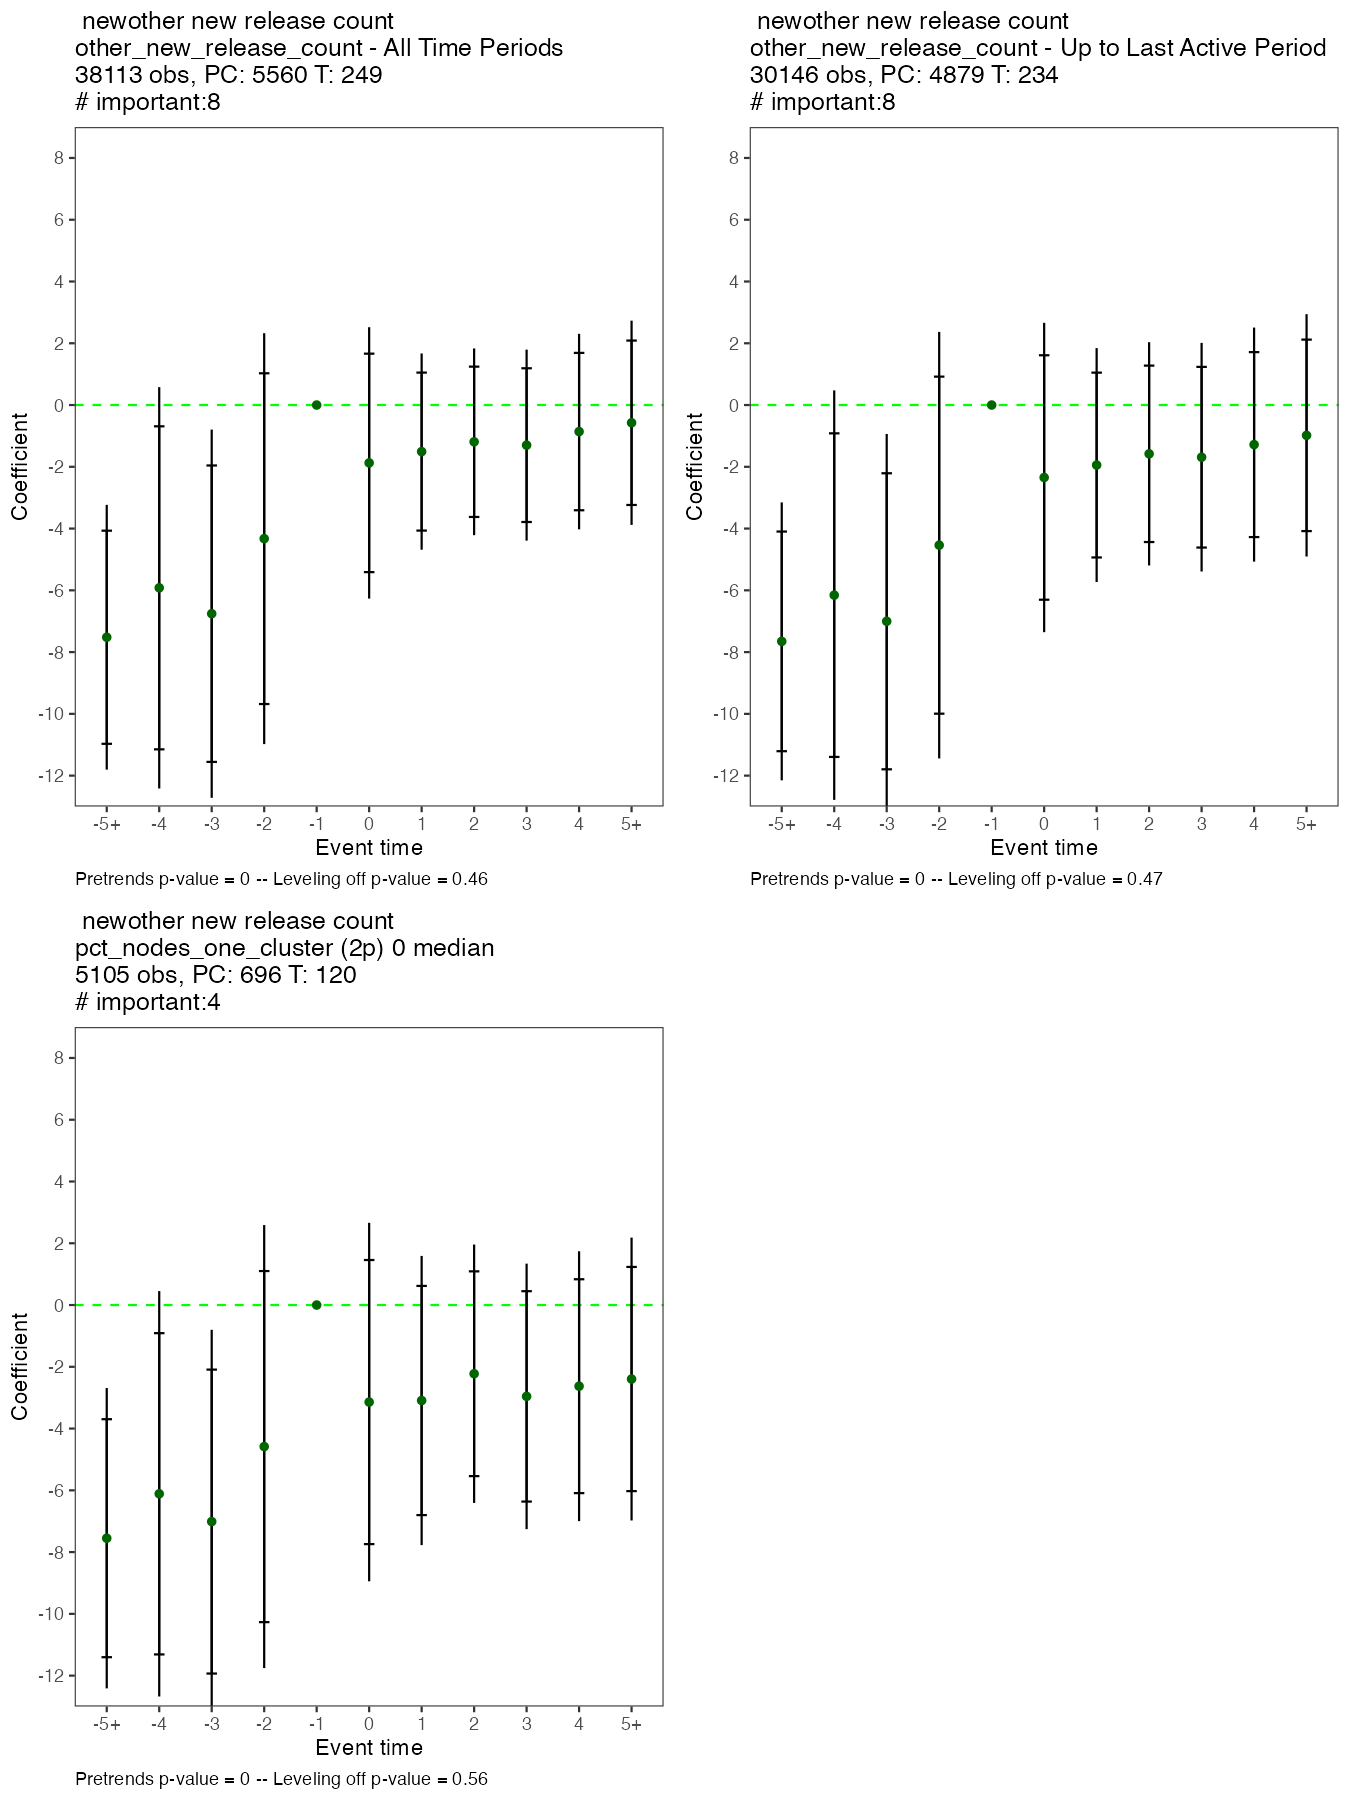 newother new release count
other_new_release_count - All Time Periods
38113 obs, PC: 5560 T: 249
# important:8
8
6
4
2
0
-2
-4
-6
-8
-10
-12
Coefficient
-5+ -4 -3 -2 -1 0 1 2 3 4 5+
Event time
Pretrends p-value = 0 -- Leveling off p-value = 0.46
newother new release count
other_new_release_count - Up to Last Active Period
30146 obs, PC: 4879 T: 234
# important:8
8
6
4
2
0
-2
-4
-6
-8
-10
-12
Coefficient
-5+ -4 -3 -2 -1 0 1 2 3 4 5+
Event time
Pretrends p-value = 0 -- Leveling off p-value = 0.47
newother new release count
pct_nodes_one_cluster (2p) 0 median
5105 obs, PC: 696 T: 120
# important:4
8
6
4
2
0
-2
-4
-6
-8
-10
-12
Coefficient
-5+ -4 -3 -2 -1 0 1 2 3 4 5+
Event time
Pretrends p-value = 0 -- Leveling off p-value = 0.56